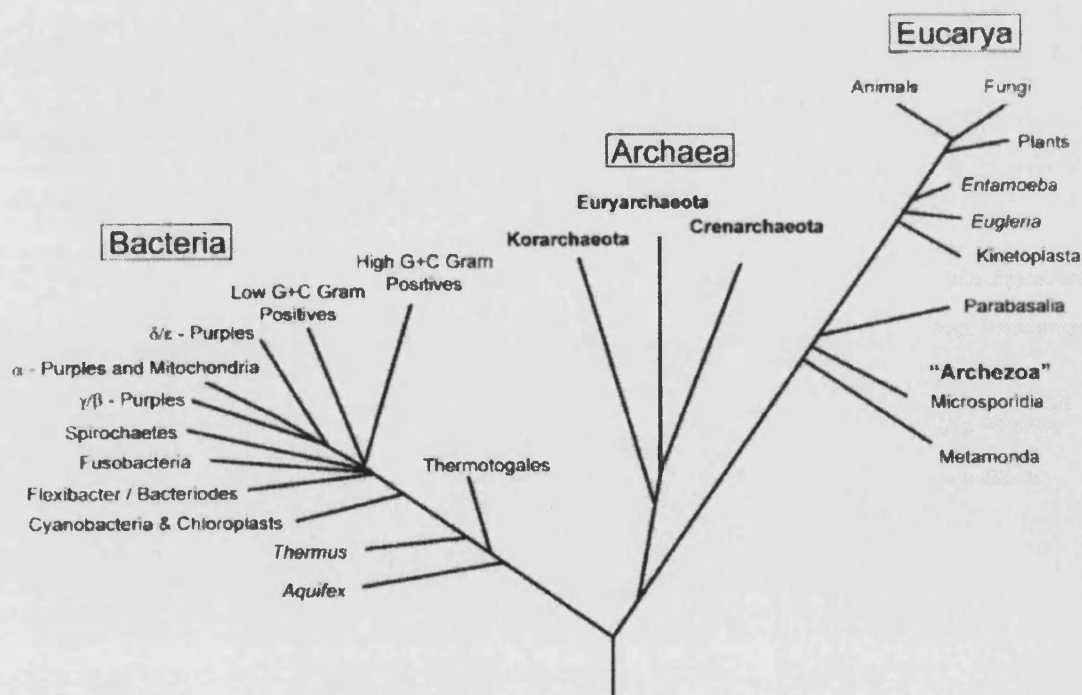 Eucarya
Animals
Fungi
Plants
Entamoeba
Euglena
Kinetoplasta
Parabasalia
"Archezoa"
Microsporidia
Metamonda
Archaea
Euryarchaeota
Korarchaeota
Crenarchaeota
Bacteria
High G+C Gram
Positives
Low G+C Gram
Positives
δ/ε - Purples
α - Purples and Mitochondria
γ/β - Purples
Spirochaetes
Fusobacteria
Flexibacter / Bacteriodes
Cyanobacteria & Chloroplasts
Thermotogales
Thermus
Aquifex